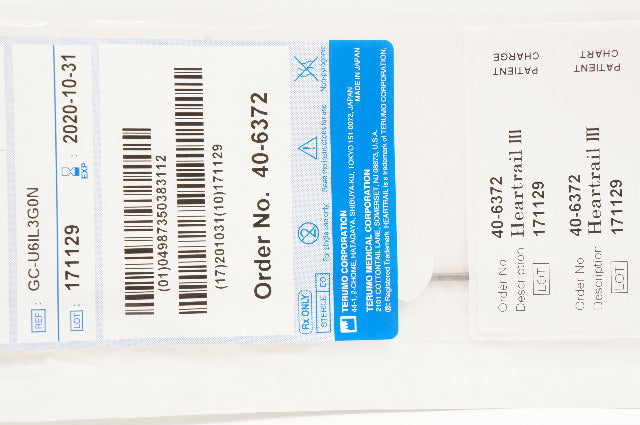 REF : GC-U6IL3G0N
LOT : 171129
EXP : 2020-10-31
(01)04987350383112
(17)201031(10)171129
Order No. 40-6372
Rx ONLY
STERILE EO
For single use only
Read the instructions for use
Non-pyrogenic
TERUMO CORPORATION
44-1, 2-CHOME, HATAGAYA, SHIBUYA-KU, TOKYO 151-0072, JAPAN
MADE IN JAPAN
TERUMO MEDICAL CORPORATION
2101 COTTONTAIL LANE, SOMERSET, NJ 08873, U.S.A.
®: Registered Trademark. HEARTRAIL is a trademark of TERUMO CORPORATION.
PATIENT
CHARGE
Order No 40-6372
Description Heartrail III
LOT 171129
PATIENT
CHART
Order No 40-6372
Description Heartrail III
LOT 171129